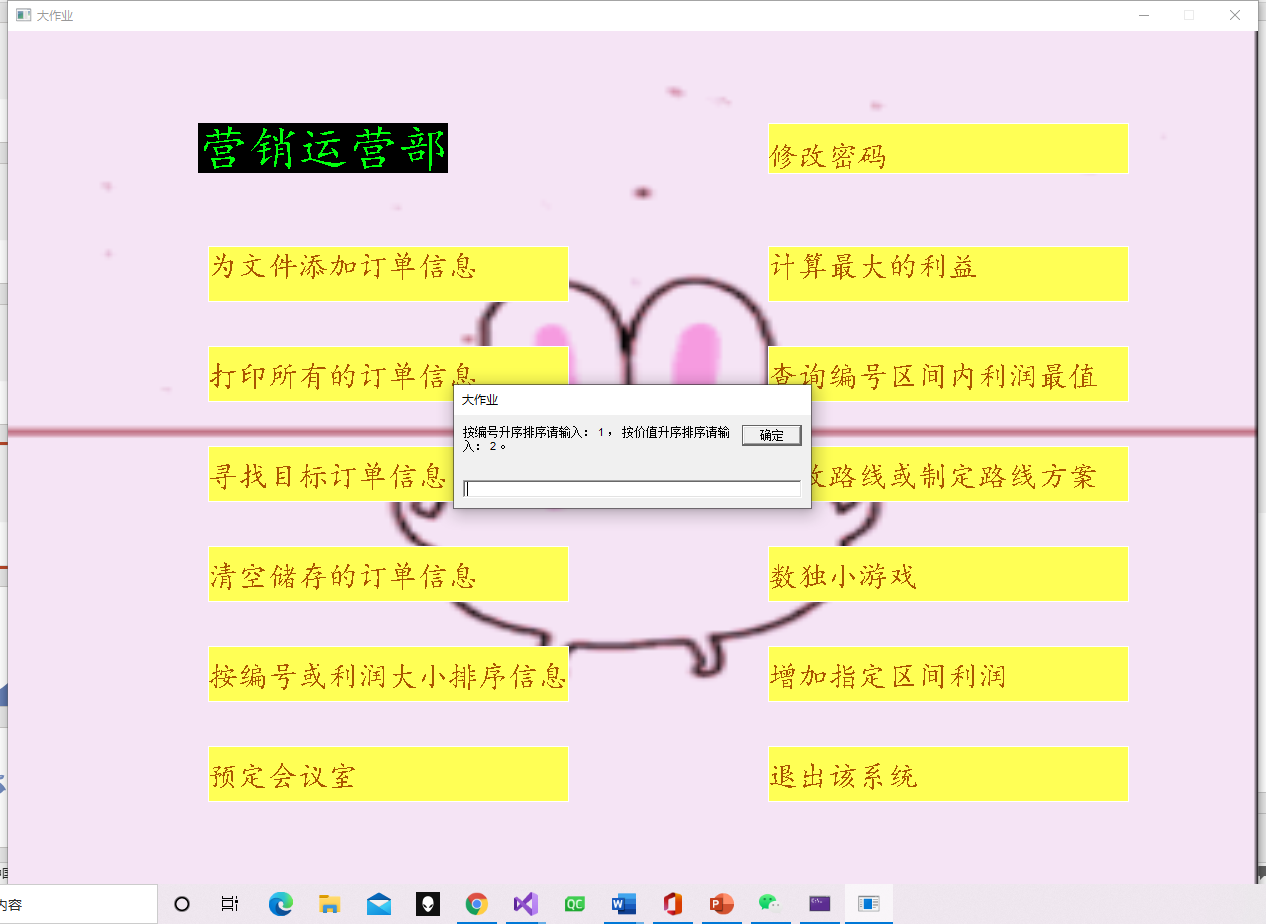 大作业
营销运营部
修改密码
为文件添加订单信息
计算最大的利益
打印所有的订单信息
查询编号区间内利润最值
大作业
按编号升序排序请输入：1，按价值升序排序请输
入：2。
确定
寻找目标订单信息
路线或制定路线方案
清空储存的订单信息
数独小游戏
按编号或利润大小排序信息
增加指定区间利润
预定会议室
退出该系统
内容